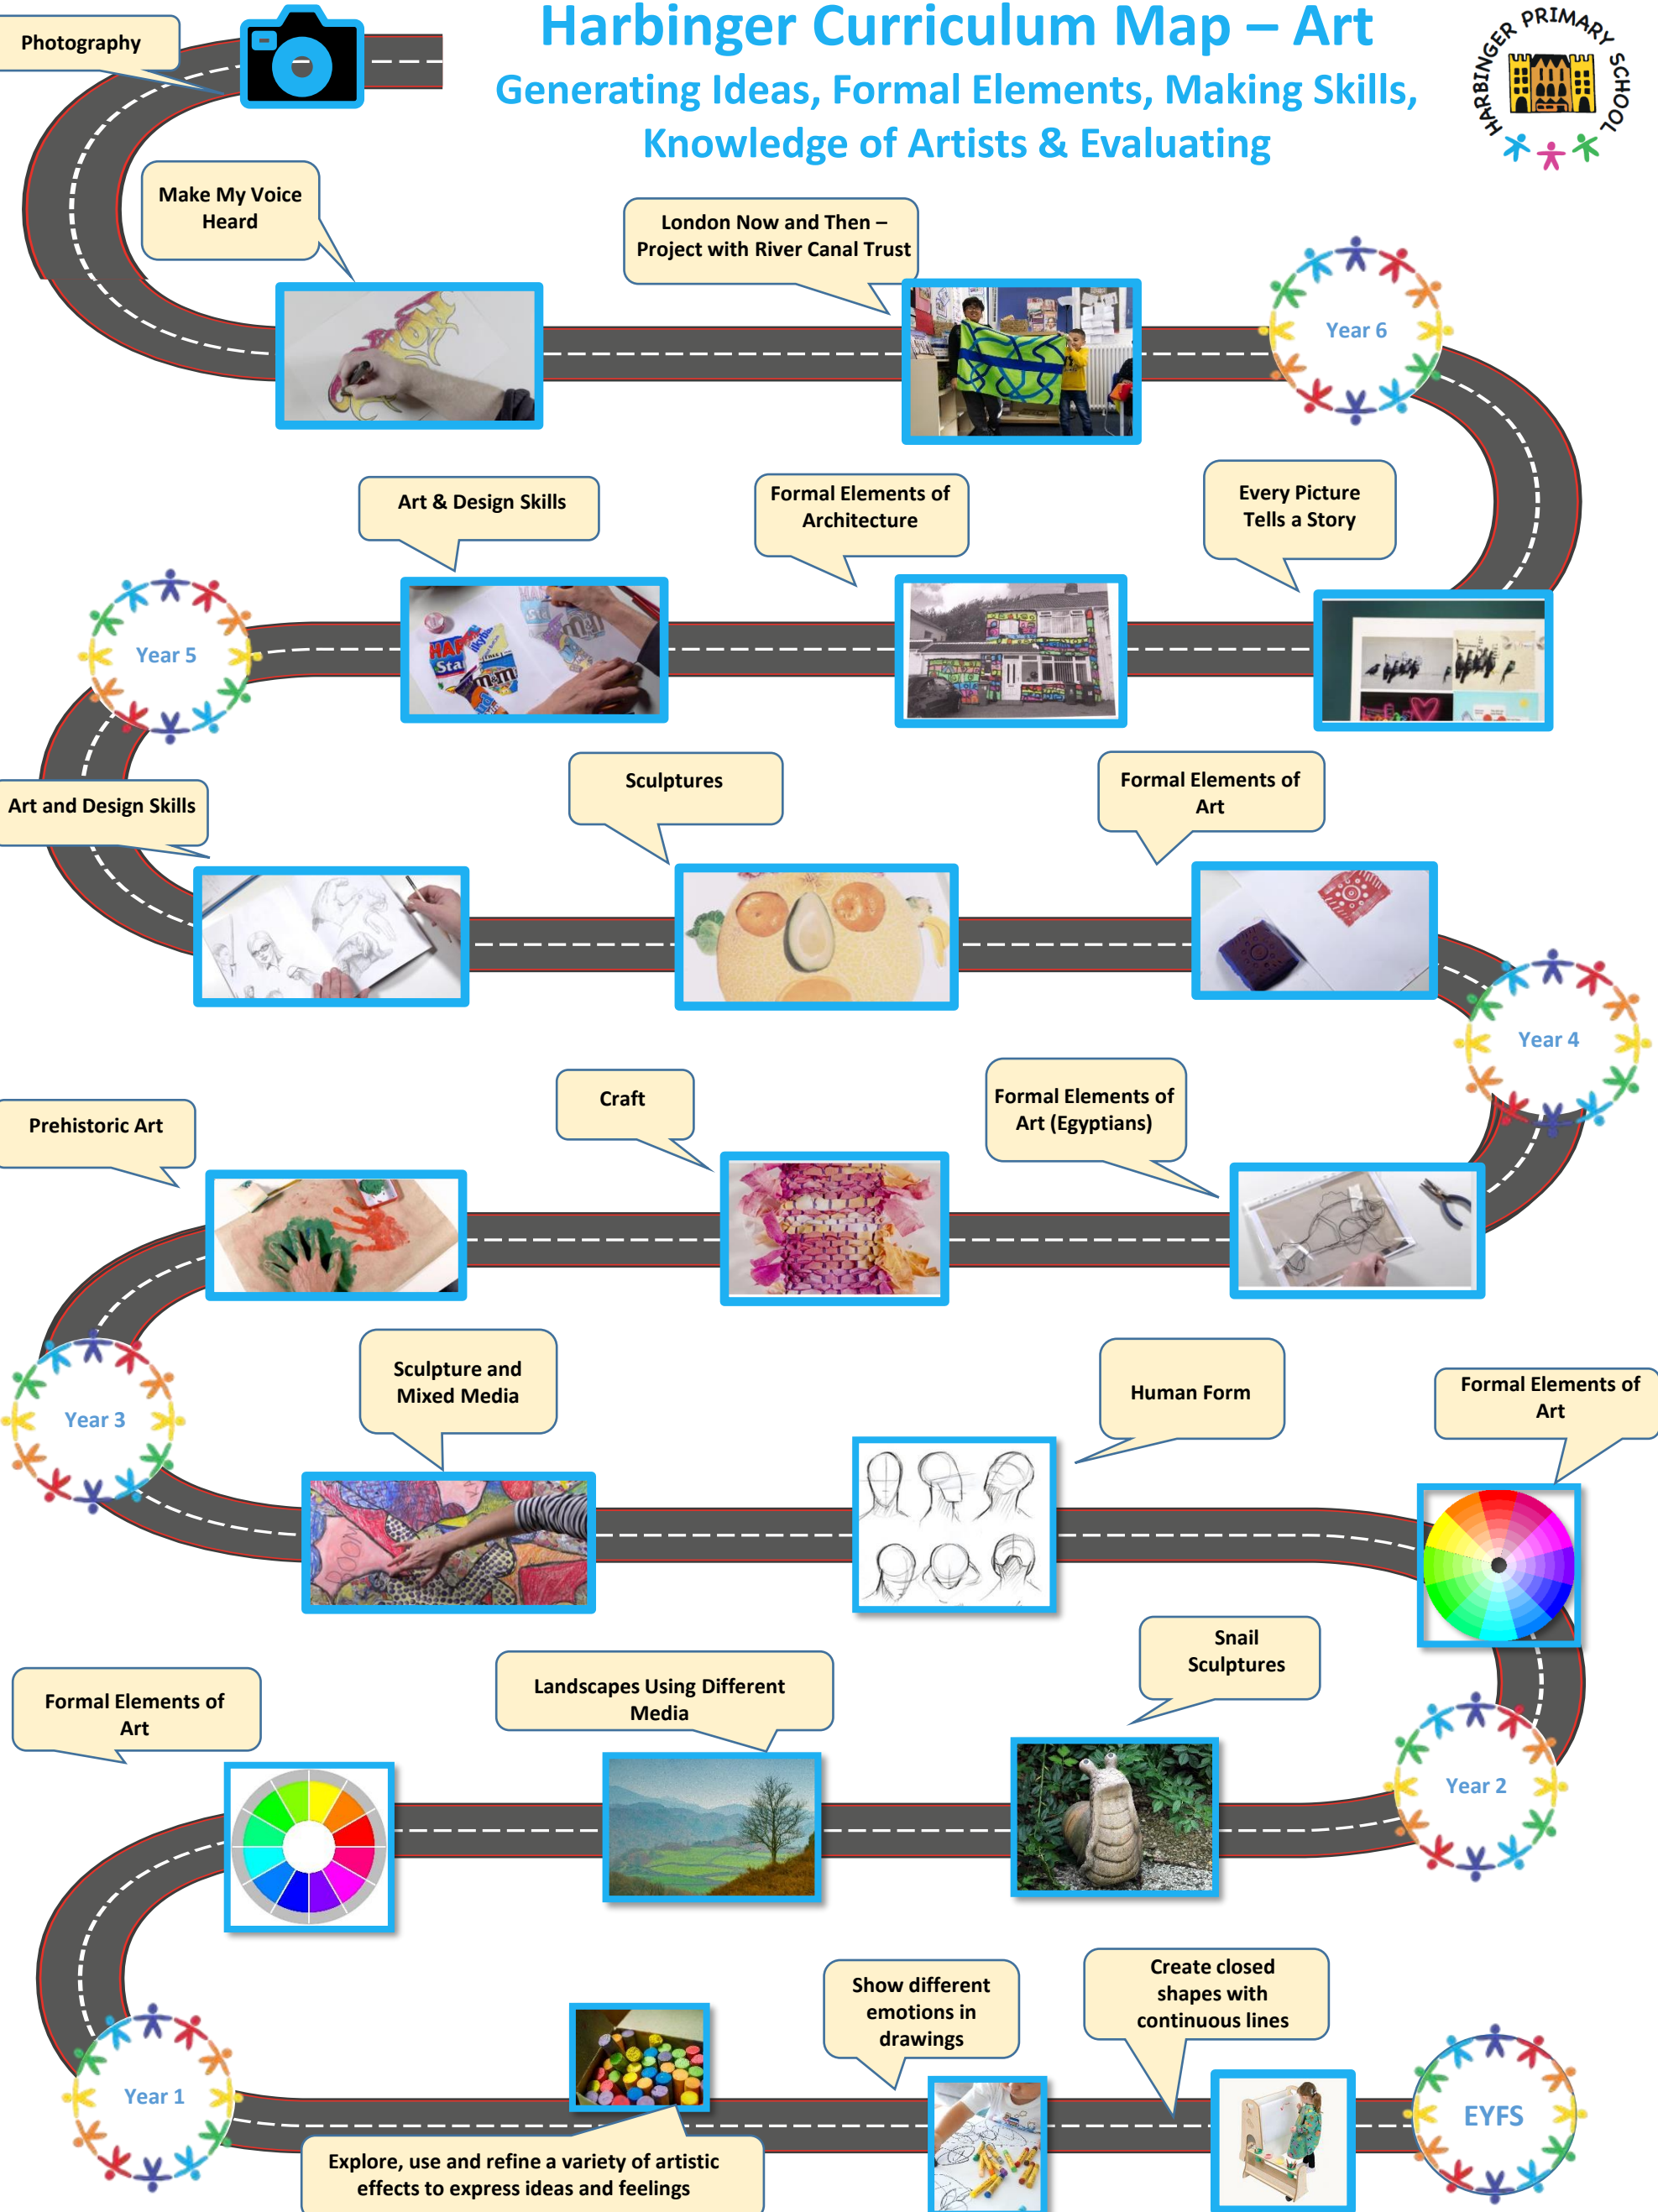 Harbinger Curriculum Map – Art
Generating Ideas, Formal Elements, Making Skills,
Knowledge of Artists & Evaluating
HARBINGER PRIMARY SCHOOL
Photography
Make My Voice
Heard
London Now and Then –
Project with River Canal Trust
Year 6
Art & Design Skills
Formal Elements of
Architecture
Every Picture
Tells a Story
Year 5
Art and Design Skills
Sculptures
Formal Elements of
Art
Year 4
Prehistoric Art
Craft
Formal Elements of
Art (Egyptians)
Year 3
Sculpture and
Mixed Media
Human Form
Formal Elements of
Art
Formal Elements of
Art
Landscapes Using Different
Media
Snail
Sculptures
Year 2
Year 1
Explore, use and refine a variety of artistic
effects to express ideas and feelings
Show different
emotions in
drawings
Create closed
shapes with
continuous lines
EYFS